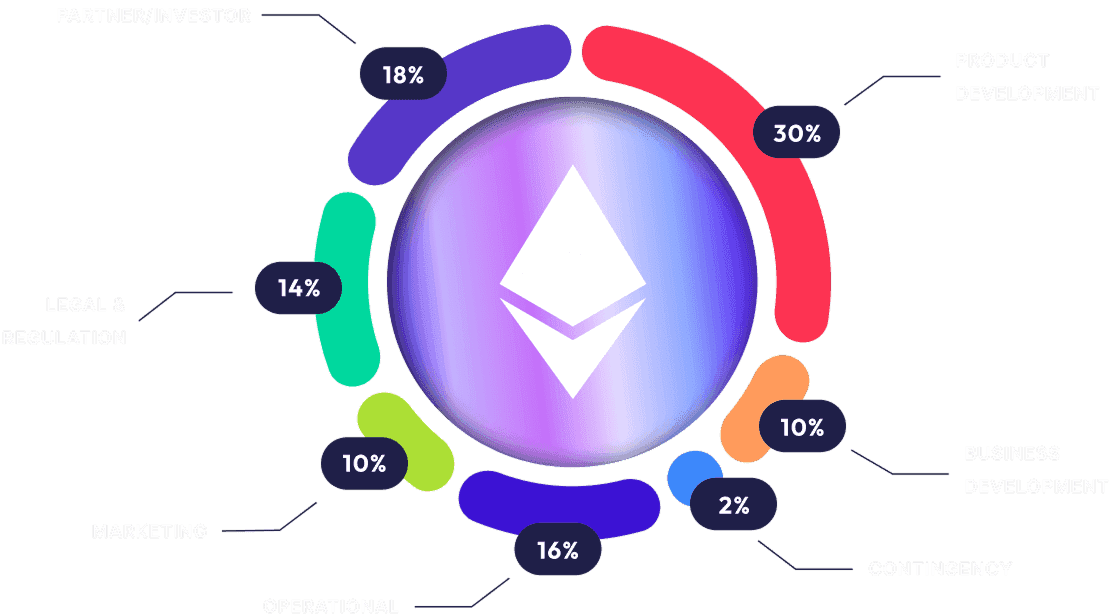 PARTNER/INVESTOR
18%
PRODUCT
DEVELOPMENT
30%
14%
LEGAL &
REGULATION
10%
BUSINESS
DEVELOPMENT
10%
2%
MARKETING
16%
CONTINGENCY
OPERATIONAL